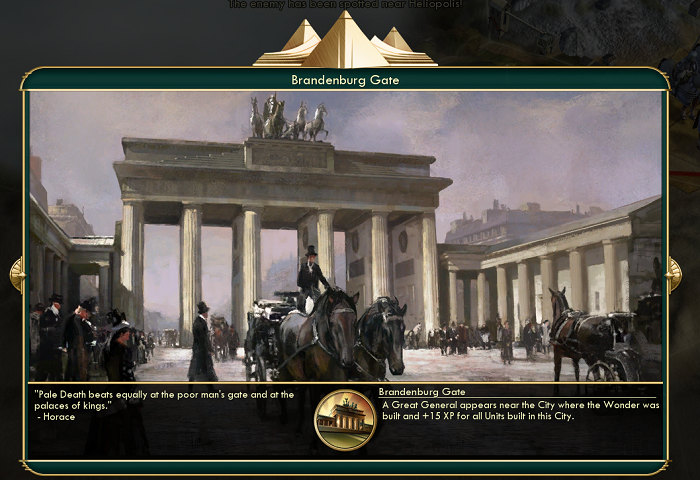 The enemy has been spotted near Heliopolis!
Brandenburg Gate
"Pale Death beats equally at the poor man's gate and at the
palaces of kings."
- Horace
Brandenburg Gate
A Great General appears near the City where the Wonder was
built and +15 XP for all Units built in this City.